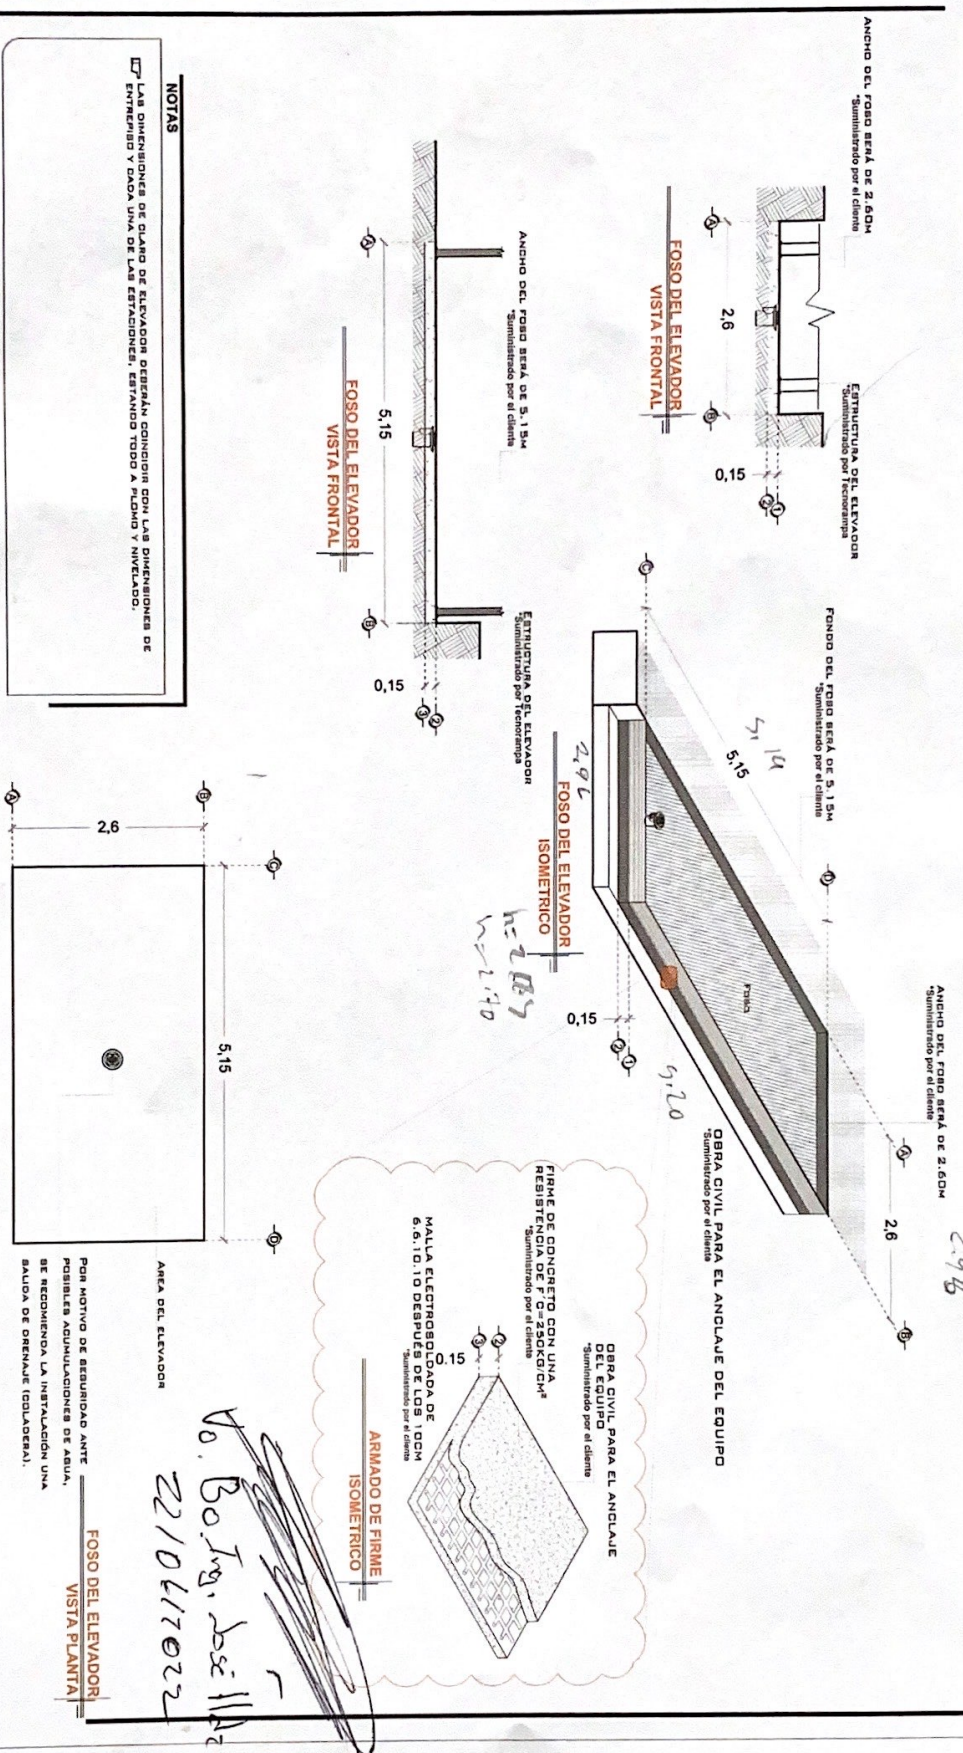 ANCHO DEL FOSO SERÁ DE 2.60M
*Suministrado por el cliente
ESTRUCTURA DEL ELEVADOR
*Suministrado por Tecnorampa
A
B
2,6
0,15
1
2
FOSO DEL ELEVADOR
VISTA FRONTAL
ANCHO DEL FOSO SERÁ DE 5.15M
*Suministrado por el cliente
ESTRUCTURA DEL ELEVADOR
*Suministrado por Tecnorampa
A
B
5,15
0,15
2
3
FOSO DEL ELEVADOR
VISTA FRONTAL
NOTAS
LAS DIMENSIONES DE CLARO DE ELEVADOR DEBERÁN COINCIDIR CON LAS DIMENSIONES DE
ENTREPISO Y CADA UNA DE LAS ESTACIONES, ESTANDO TODO A PLOMO Y NIVELADO.
ANCHO DEL FOSO SERÁ DE 2.60M
*Suministrado por el cliente
FONDO DEL FOSO SERÁ DE 5.15M
*Suministrado por el cliente
A
B
2,6
C
D
5,15
Foso
OBRA CIVIL PARA EL ANCLAJE DEL EQUIPO
*Suministrado por el cliente
0,15
1
2
5,20
h=2.70
FOSO DEL ELEVADOR
ISOMETRICO
OBRA CIVIL PARA EL ANCLAJE
DEL EQUIPO
*Suministrado por el cliente
FIRME DE CONCRETO CON UNA
RESISTENCIA DE F'C=250KG/CM²
*Suministrado por el cliente
2
3
0.15
MALLA ELECTROSOLDADA DE
6.6.10.10 DESPUÉS DE LOS 10CM
*Suministrado por el cliente
ARMADO DE FIRME
ISOMETRICO
B
A
2,6
C
D
5,15
AREA DEL ELEVADOR
POR MOTIVO DE SEGURIDAD ANTE
POSIBLES ACUMULACIONES DE AGUA,
SE RECOMIENDA LA INSTALACIÓN UNA
SALIDA DE DRENAJE (COLADERA).
FOSO DEL ELEVADOR
VISTA PLANTA
Vo. Bo. Ing. José